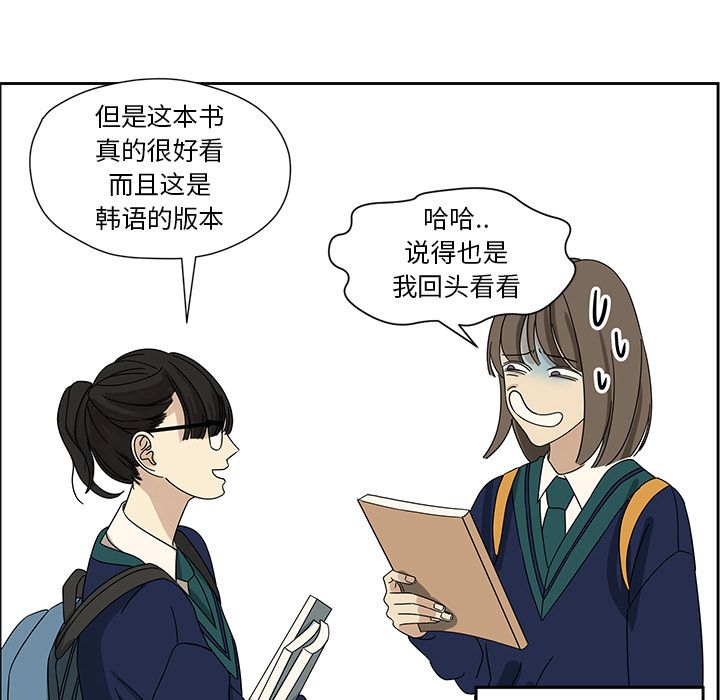 但是这本书
真的很好看
而且这是
韩语的版本
哈哈..
说得也是
我回头看看